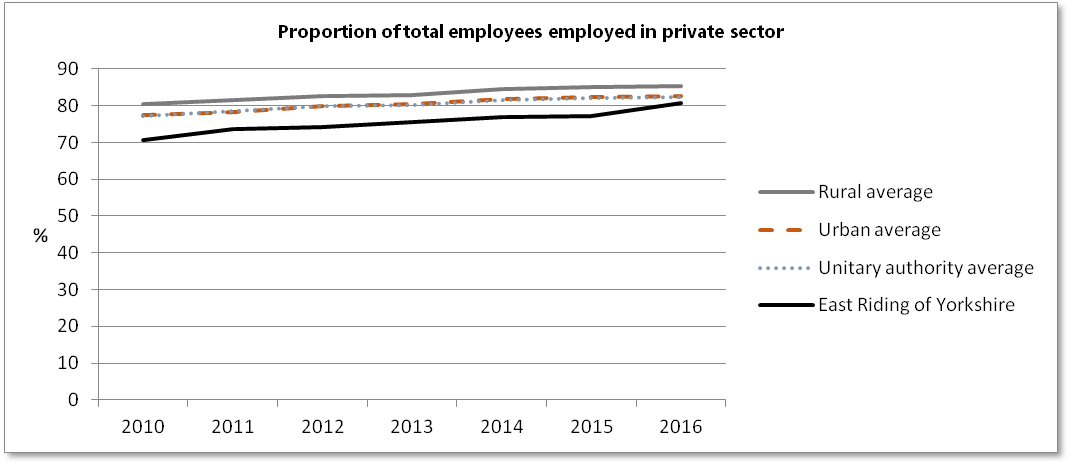 Proportion of total employees employed in private sector
90
80
70
60
50
40
30
20
10
0
%
2010 2011 2012 2013 2014 2015 2016
Rural average
Urban average
Unitary authority average
East Riding of Yorkshire